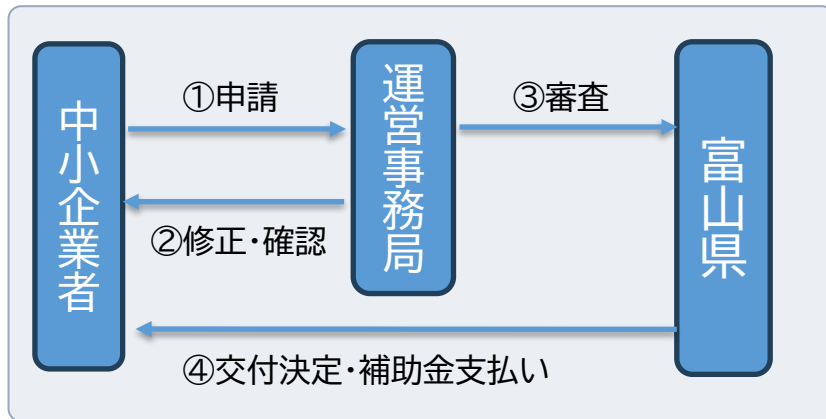 中小企業者
①申請
運営事務局
③審査
富山県
②修正・確認
④交付決定・補助金支払い